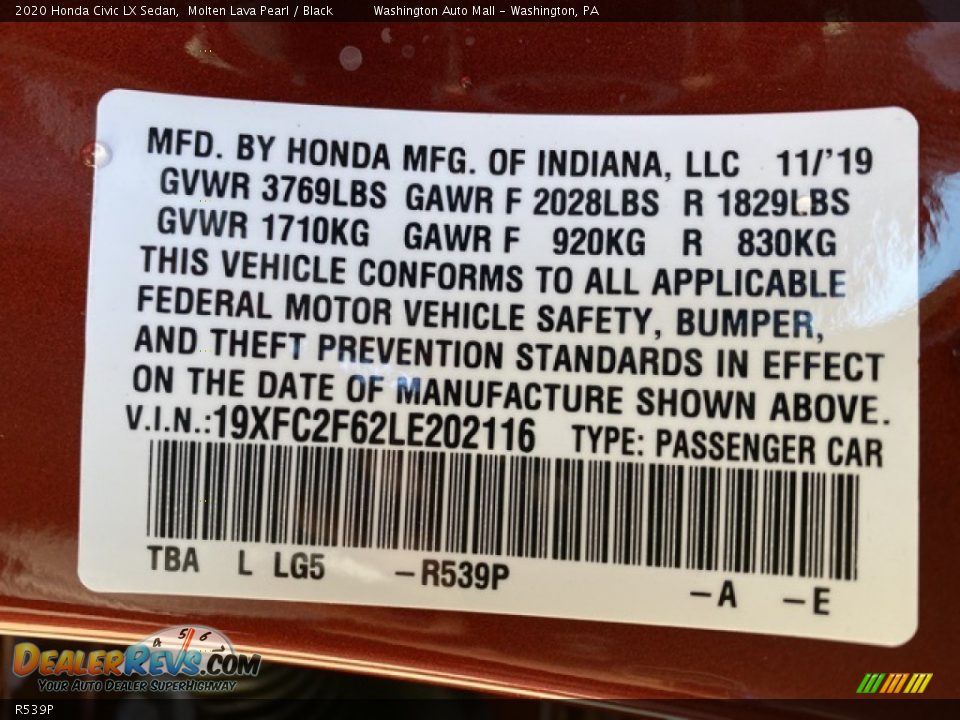 2020 Honda Civic LX Sedan, Molten Lava Pearl / Black Washington Auto Mall - Washington, PA
MFD. BY HONDA MFG. OF INDIANA, LLC 11/'19
GVWR 3769LBS GAWR F 2028LBS R 1829LBS
GVWR 1710KG GAWR F 920KG R 830KG
THIS VEHICLE CONFORMS TO ALL APPLICABLE
FEDERAL MOTOR VEHICLE SAFETY, BUMPER,
AND THEFT PREVENTION STANDARDS IN EFFECT
ON THE DATE OF MANUFACTURE SHOWN ABOVE.
V.I.N.:19XFC2F62LE202116 TYPE: PASSENGER CAR
TBA L LG5 -R539P -A -E
4 5 6
DEALERREVS.COM
YOUR AUTO DEALER SUPERHIGHWAY
R539P